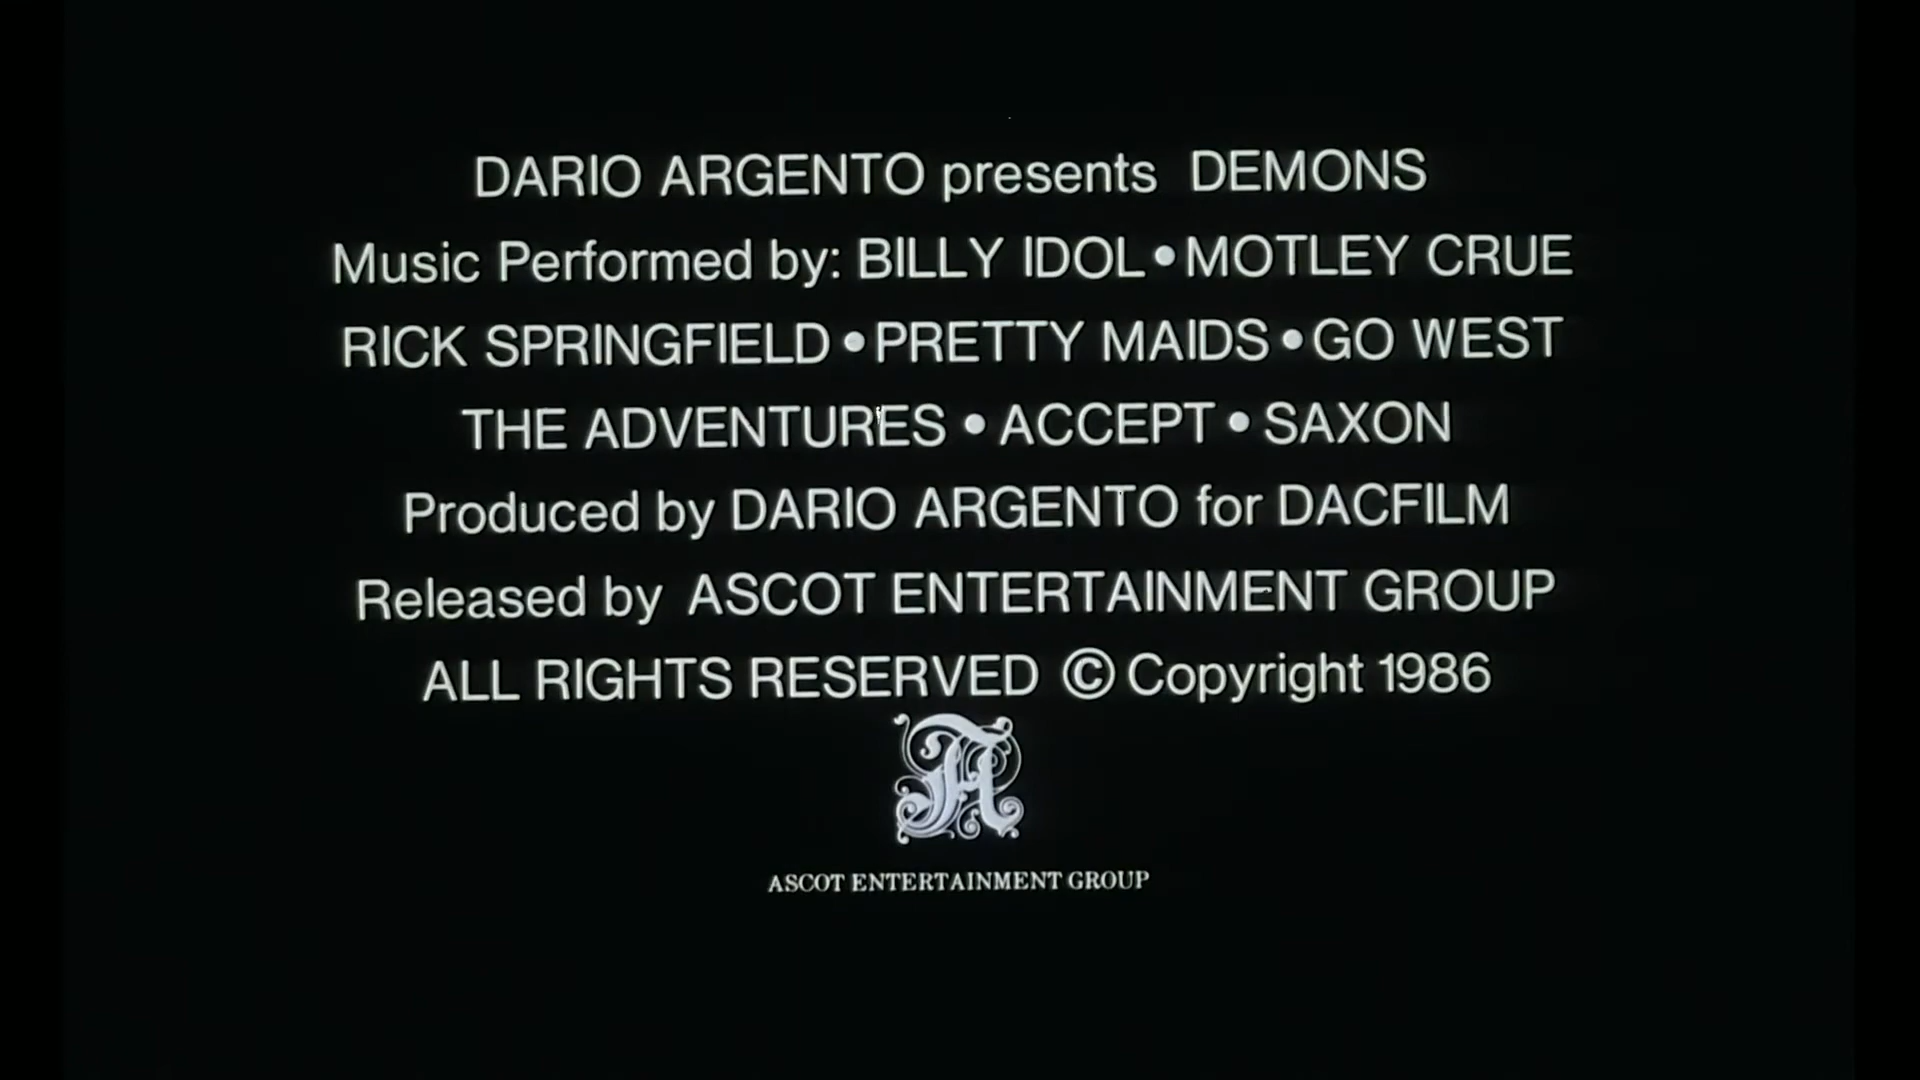 DARIO ARGENTO presents DEMONS
Music Performed by: BILLY IDOL•MOTLEY CRUE
RICK SPRINGFIELD•PRETTY MAIDS•GO WEST
THE ADVENTURES • ACCEPT • SAXON
Produced by DARIO ARGENTO for DACFILM
Released by ASCOT ENTERTAINMENT GROUP
ALL RIGHTS RESERVED © Copyright 1986
A
ASCOT ENTERTAINMENT GROUP